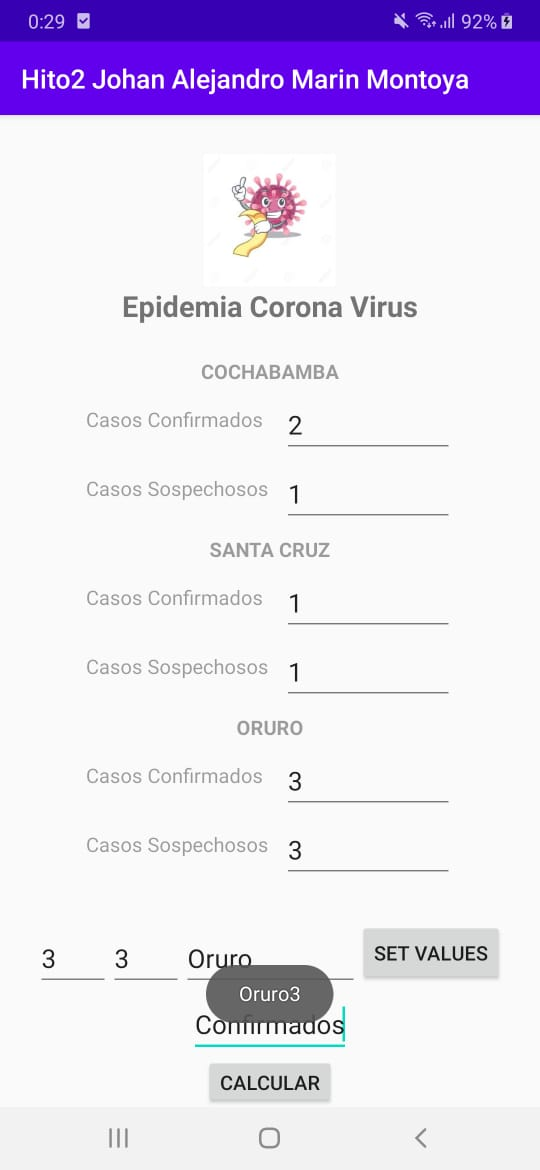 0:29 92%
Hito2 Johan Alejandro Marin Montoya
Epidemia Corona Virus
COCHABAMBA
Casos Confirmados 2
Casos Sospechosos 1
SANTA CRUZ
Casos Confirmados 1
Casos Sospechosos 1
ORURO
Casos Confirmados 3
Casos Sospechosos 3
3 3 Oruro SET VALUES
Oruro3
Confirmados
CALCULAR